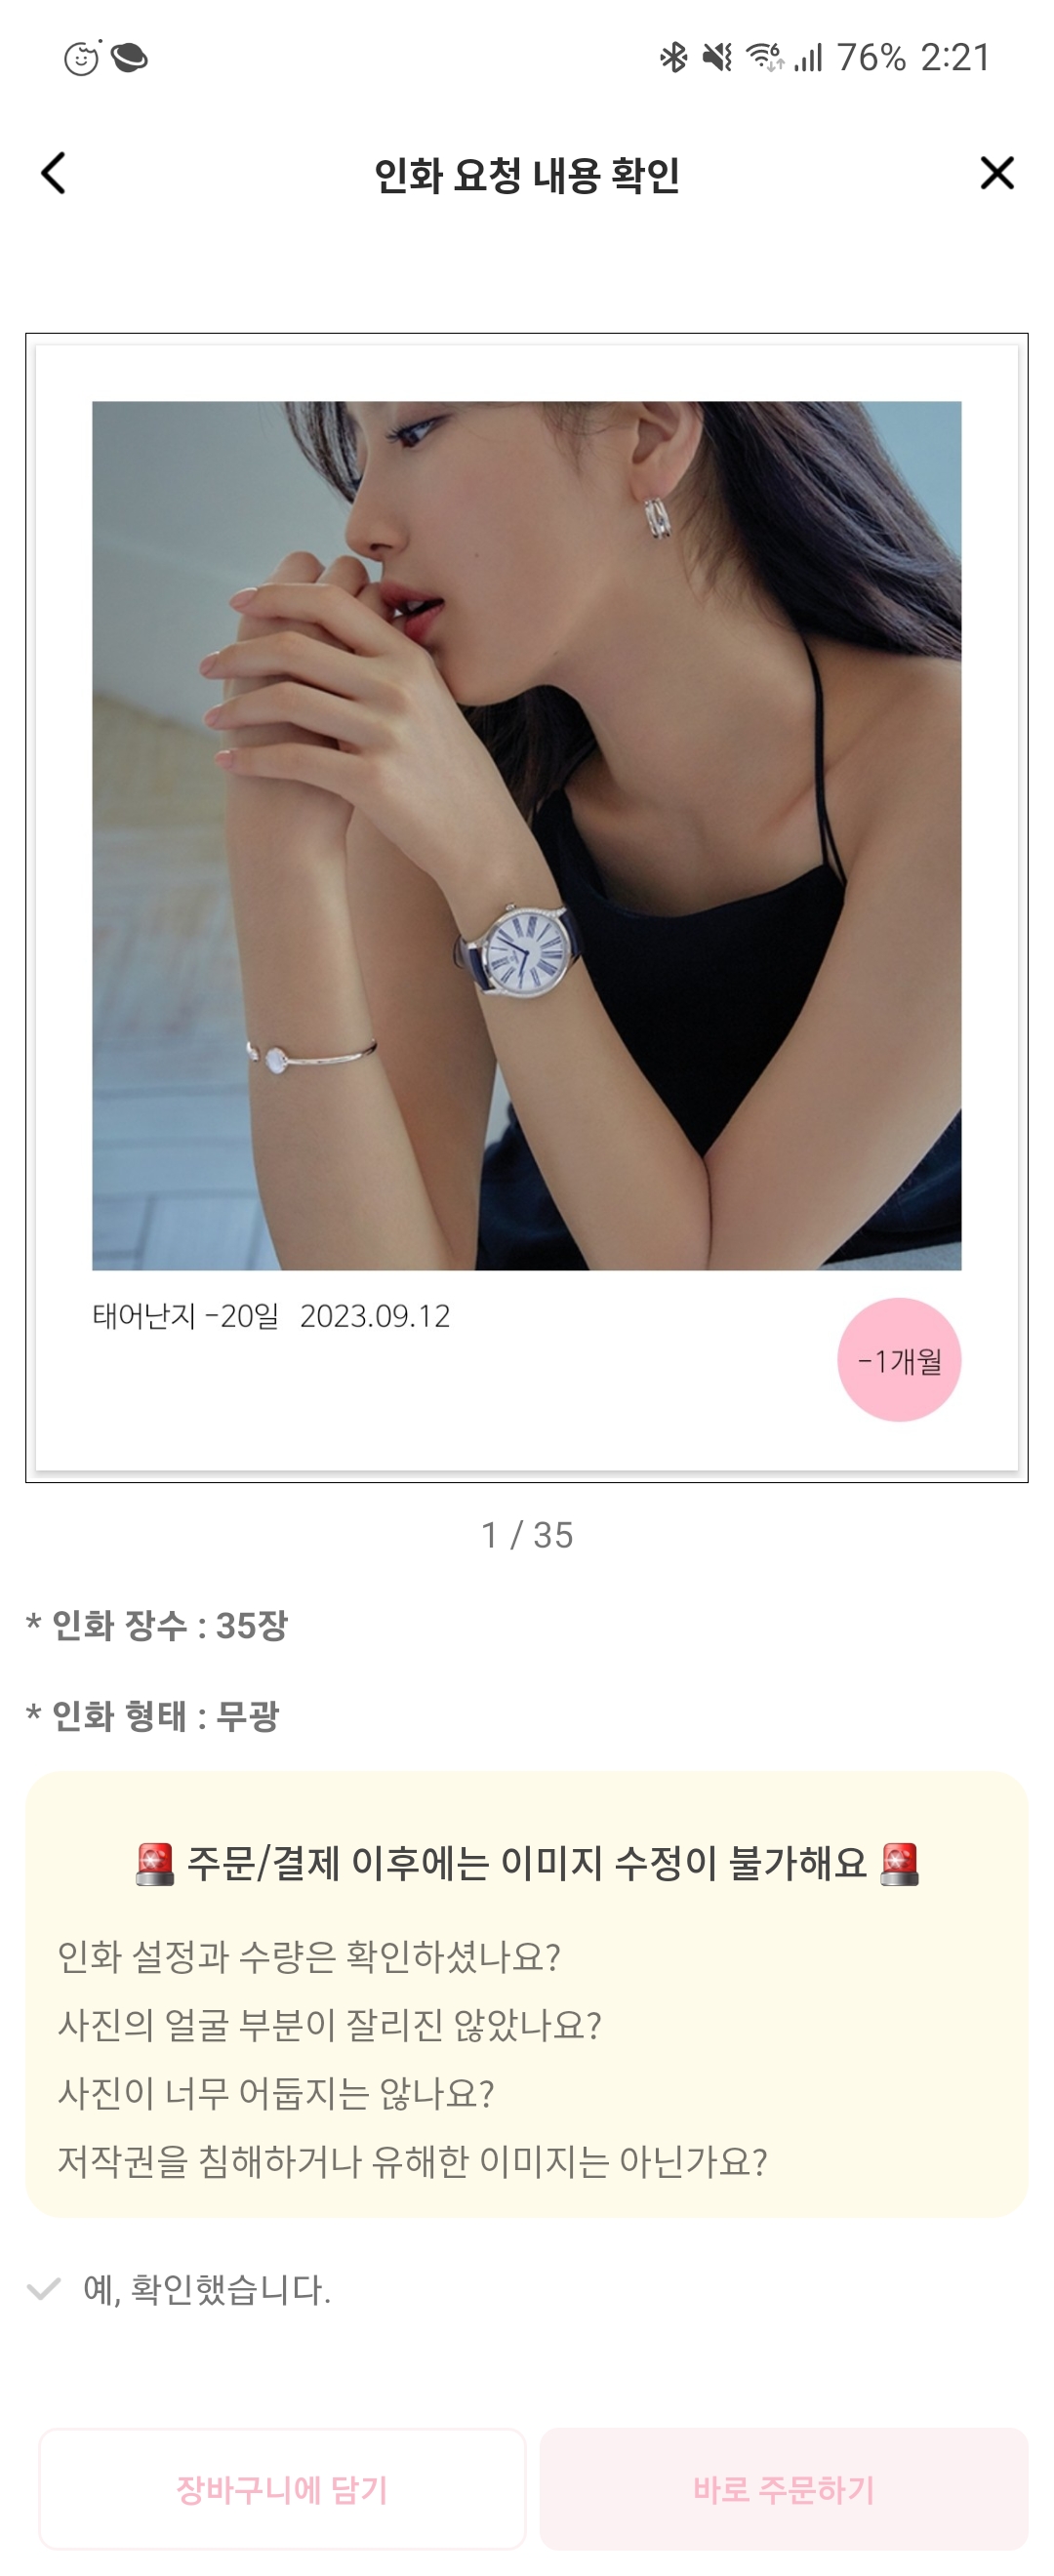 76% 2:21
인화 요청 내용 확인
태어난지 -20일 2023.09.12
-1개월
1 / 35
* 인화 장수 : 35장
* 인화 형태 : 무광
🚨 주문/결제 이후에는 이미지 수정이 불가해요 🚨
인화 설정과 수량은 확인하셨나요?
사진의 얼굴 부분이 잘리진 않았나요?
사진이 너무 어둡지는 않나요?
저작권을 침해하거나 유해한 이미지는 아닌가요?
예, 확인했습니다.
장바구니에 담기
바로 주문하기